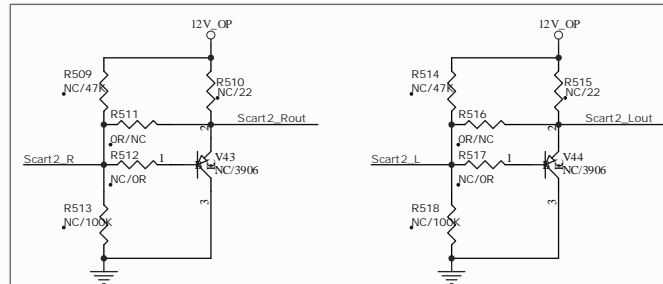 12V_OP
12V_OP
R509
NC/47K
R510
NC/22
R514
NC/47K
R515
NC/22
R511
0R/NC
2
Scart2_Rout
R516
0R/NC
2
Scart2_Lout
Scart2_R
R512
NC/0R
1
V43
NC/3906
Scart2_L
R517
NC/0R
1
V44
NC/3906
R513
NC/100K
3
R518
NC/100K
3